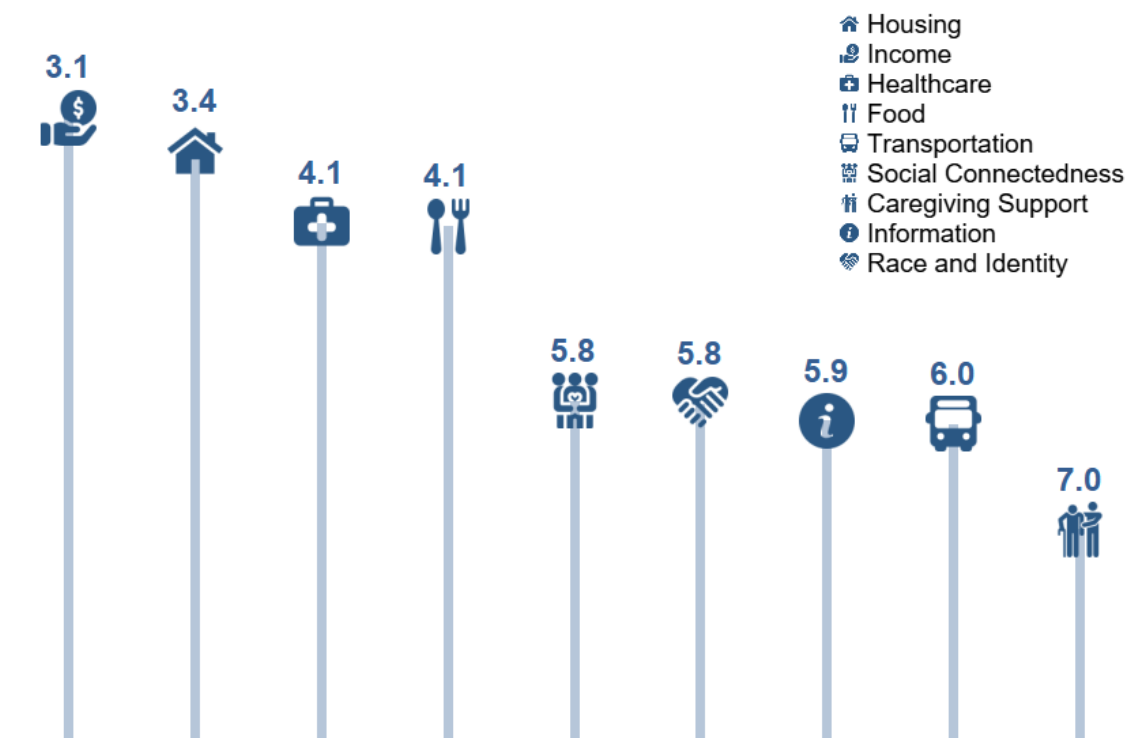 Housing
Income
Healthcare
Food
Transportation
Social Connectedness
Caregiving Support
Information
Race and Identity
3.1
3.4
4.1
4.1
5.8
5.8
5.9
6.0
7.0